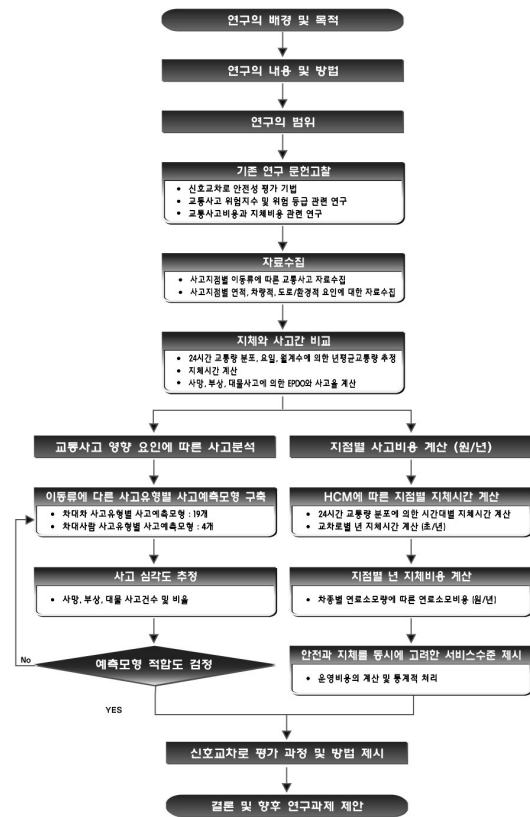 연구의 배경 및 목적
연구의 내용 및 방법
연구의 범위
기존 연구 문헌고찰
• 신호교차로 안전성 평가 기법
• 교통사고 위험지수 및 위험 등급 관련 연구
• 교통사고비용과 지체비용 관련 연구
자료수집
• 사고지점별 이동류에 따른 교통사고 자료수집
• 사고지점별 인적, 차량적, 도로/환경적 요인에 대한 자료수집
지체와 사고간 비교
• 24시간 교통량 분포, 요일, 월계수에 의한 년평균교통량 추정
• 지체시간 계산
• 사망, 부상, 대물사고에 의한 EPDO와 사고율 계산
교통사고 영향 요인에 따른 사고분석
이동류에 다른 사고유형별 사고예측모형 구축
• 차대차 사고유형별 사고예측모형 : 19개
• 차대사람 사고유형별 사고예측모형 : 4개
사고 심각도 추정
• 사망, 부상, 대물 사고건수 및 비율
예측모형 적합도 검정
No
YES
지점별 사고비용 계산 (원/년)
HCM에 따른 지점별 지체시간 계산
• 24시간 교통량 분포에 의한 시간대별 지체시간 계산
• 교차로별 년 지체시간 계산 (초/년)
지점별 년 지체비용 계산
• 차종별 연료소모량에 따른 연료소모비용 (원/년)
안전과 지체를 동시에 고려한 서비스수준 제시
• 운영비용의 계산 및 통계적 처리
신호교차로 평가 과정 및 방법 제시
결론 및 향후 연구과제 제안